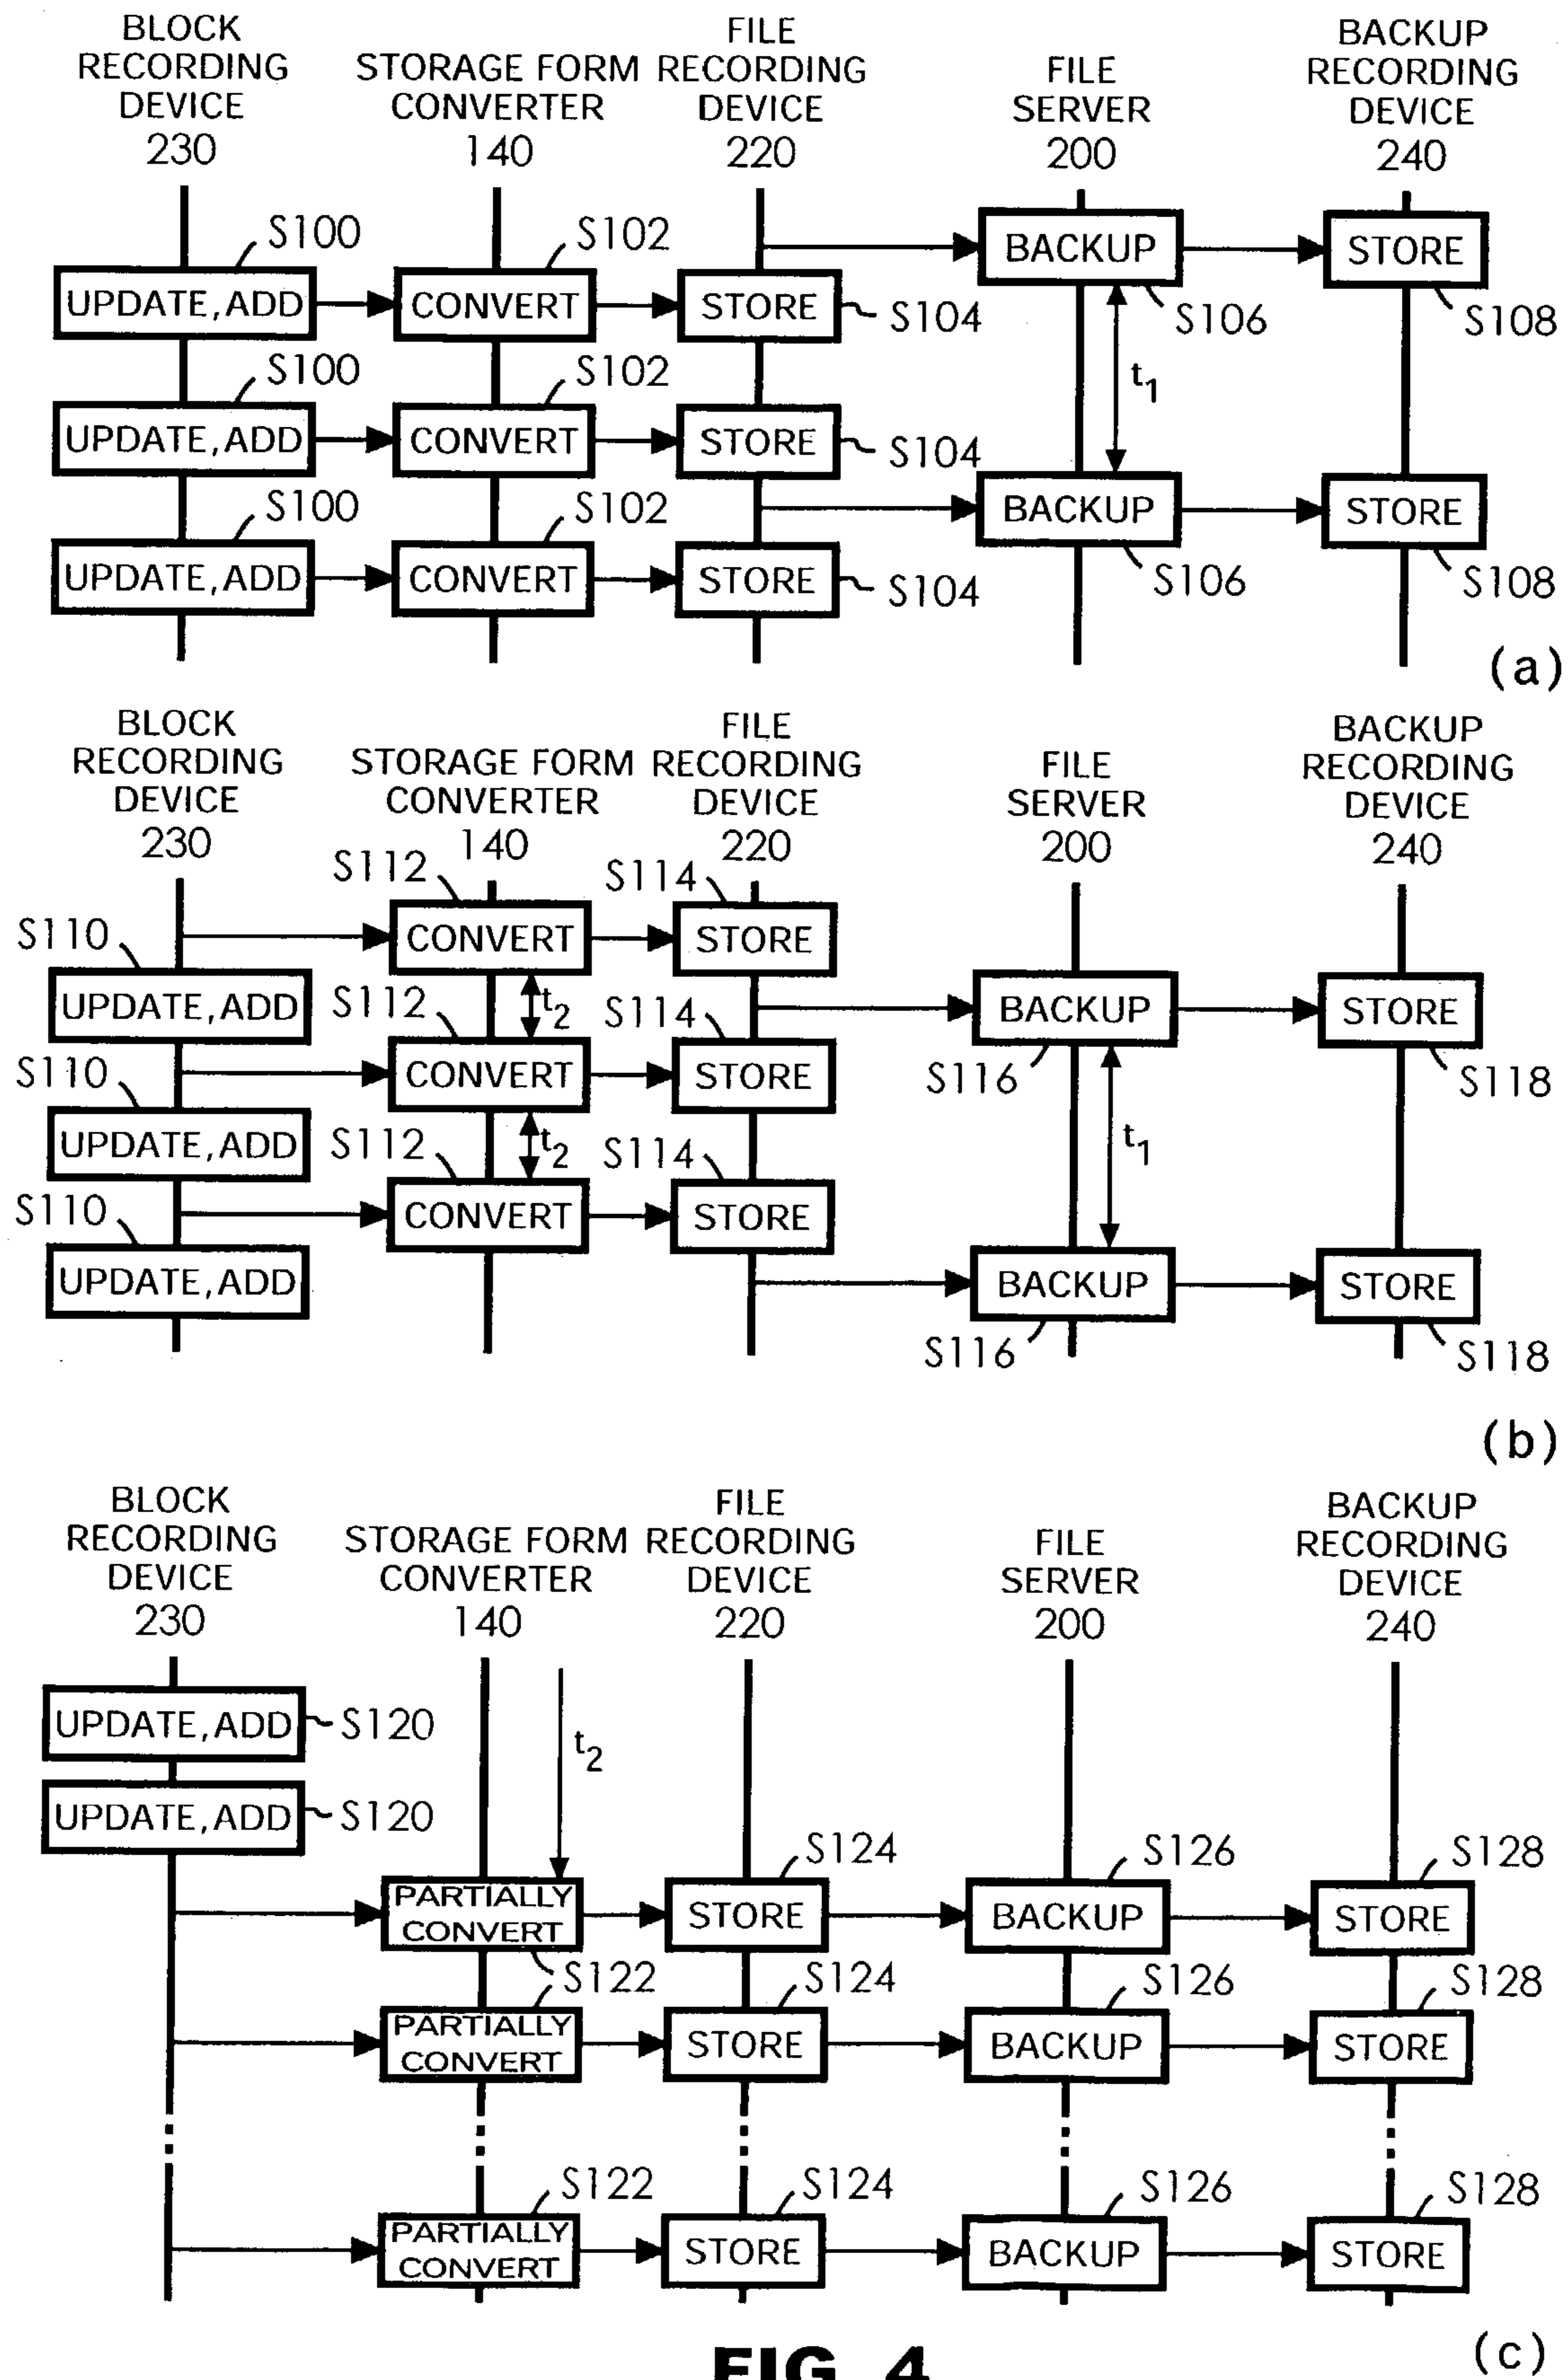 BLOCK
RECORDING
DEVICE
230
STORAGE FORM
CONVERTER
140
FILE
RECORDING
DEVICE
220
FILE
SERVER
200
BACKUP
RECORDING
DEVICE
240
BACKUP
STORE
S100
S102
UPDATE, ADD
CONVERT
STORE
S104
S106
S108
t1
S100
S102
UPDATE, ADD
CONVERT
STORE
S104
BACKUP
STORE
S100
S102
UPDATE, ADD
CONVERT
STORE
S104
S106
S108
(a)
BLOCK
RECORDING
DEVICE
230
STORAGE FORM
CONVERTER
140
FILE
RECORDING
DEVICE
220
FILE
SERVER
200
BACKUP
RECORDING
DEVICE
240
S112
S114
CONVERT
STORE
S110
UPDATE, ADD
t2
BACKUP
STORE
S112
S114
CONVERT
STORE
S116
S118
S110
UPDATE, ADD
t2
t1
S112
S114
CONVERT
STORE
S110
UPDATE, ADD
BACKUP
STORE
S116
S118
(b)
BLOCK
RECORDING
DEVICE
230
STORAGE FORM
CONVERTER
140
FILE
RECORDING
DEVICE
220
FILE
SERVER
200
BACKUP
RECORDING
DEVICE
240
UPDATE, ADD
S120
t2
UPDATE, ADD
S120
S124
S126
S128
PARTIALLY
CONVERT
STORE
BACKUP
STORE
S122
S124
S126
S128
PARTIALLY
CONVERT
STORE
BACKUP
STORE
S122
S124
S126
S128
PARTIALLY
CONVERT
STORE
BACKUP
STORE
(c)
FIG. 4